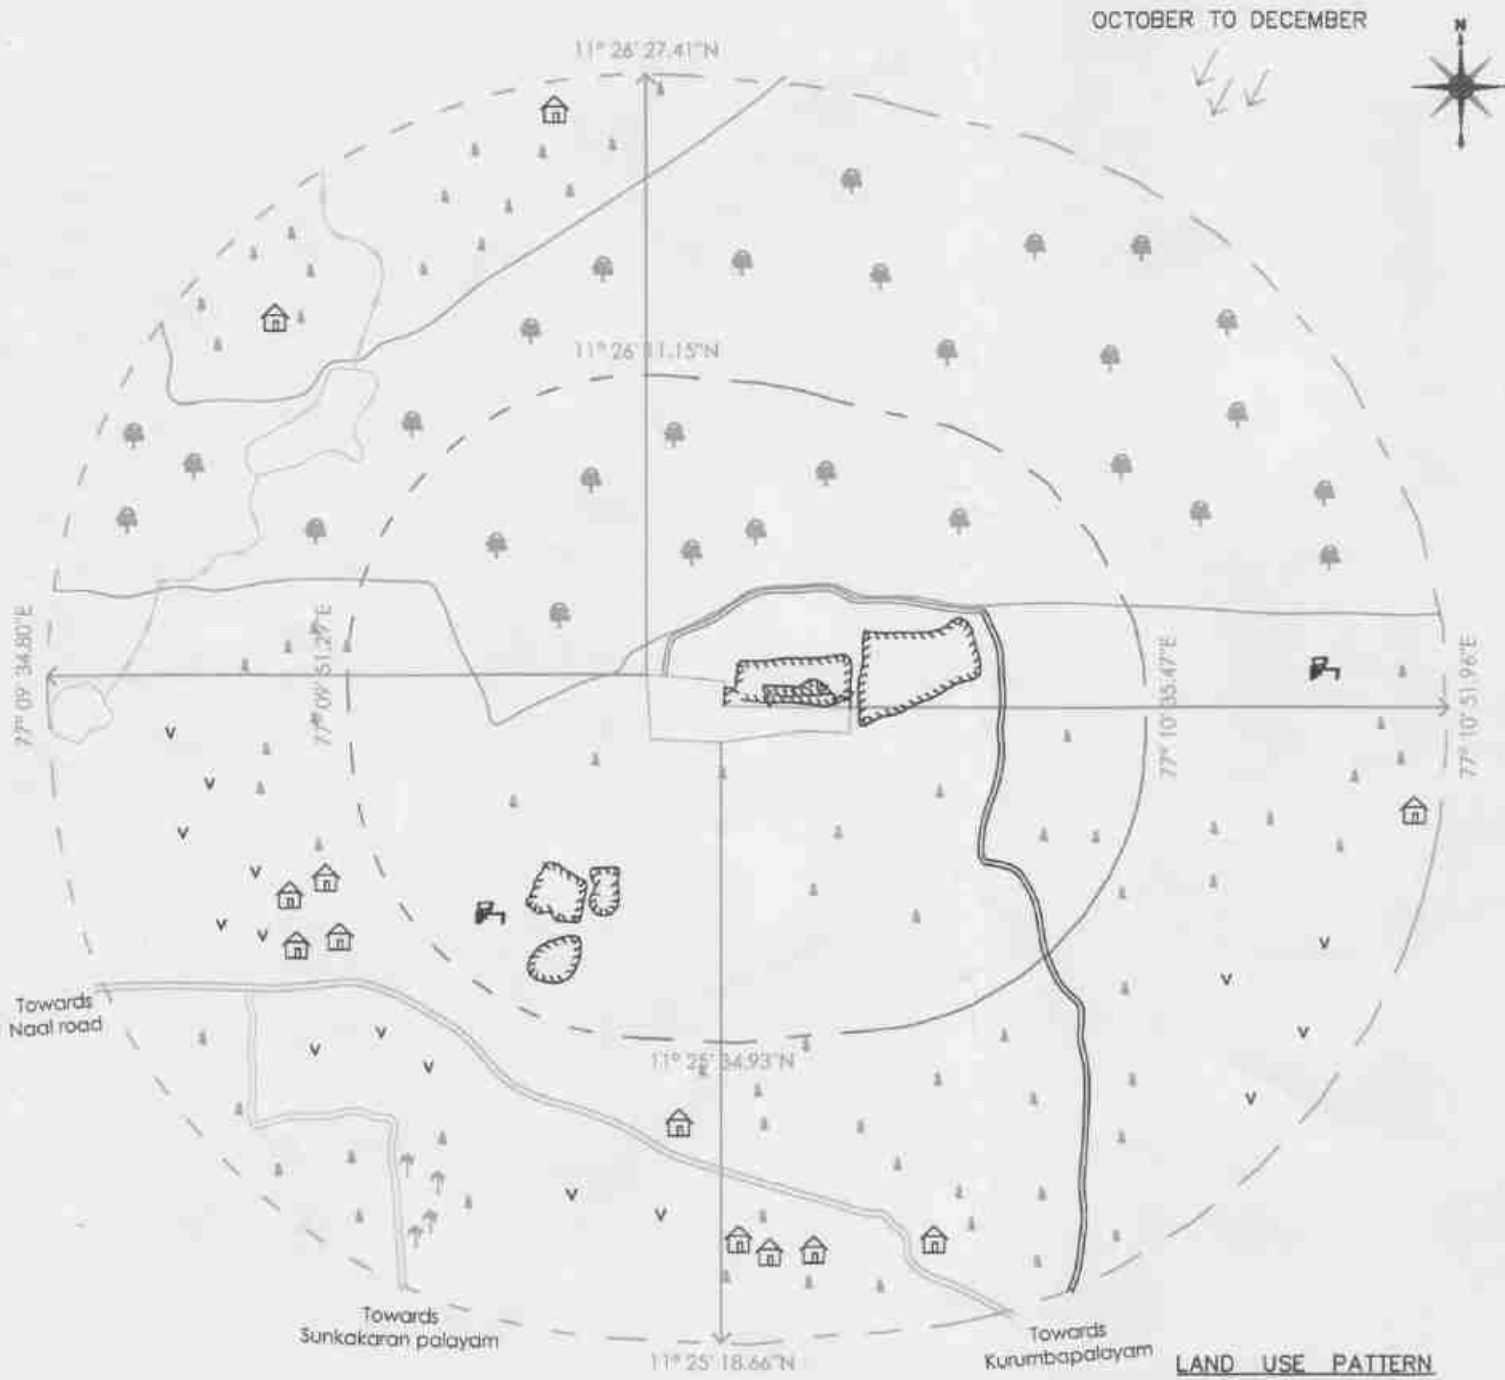 OCTOBER TO DECEMBER
N
11° 26' 27.41"N
11° 26' 11.15"N
77° 09' 34.80"E
77° 09' 51.27"E
77° 10' 35.47"E
77° 10' 51.96"E
Towards
Naal road
11° 25' 34.93"N
Towards
Sunkakaran palayam
11° 25' 18.66"N
Towards
Kurumbapalayam
LAND USE PATTERN